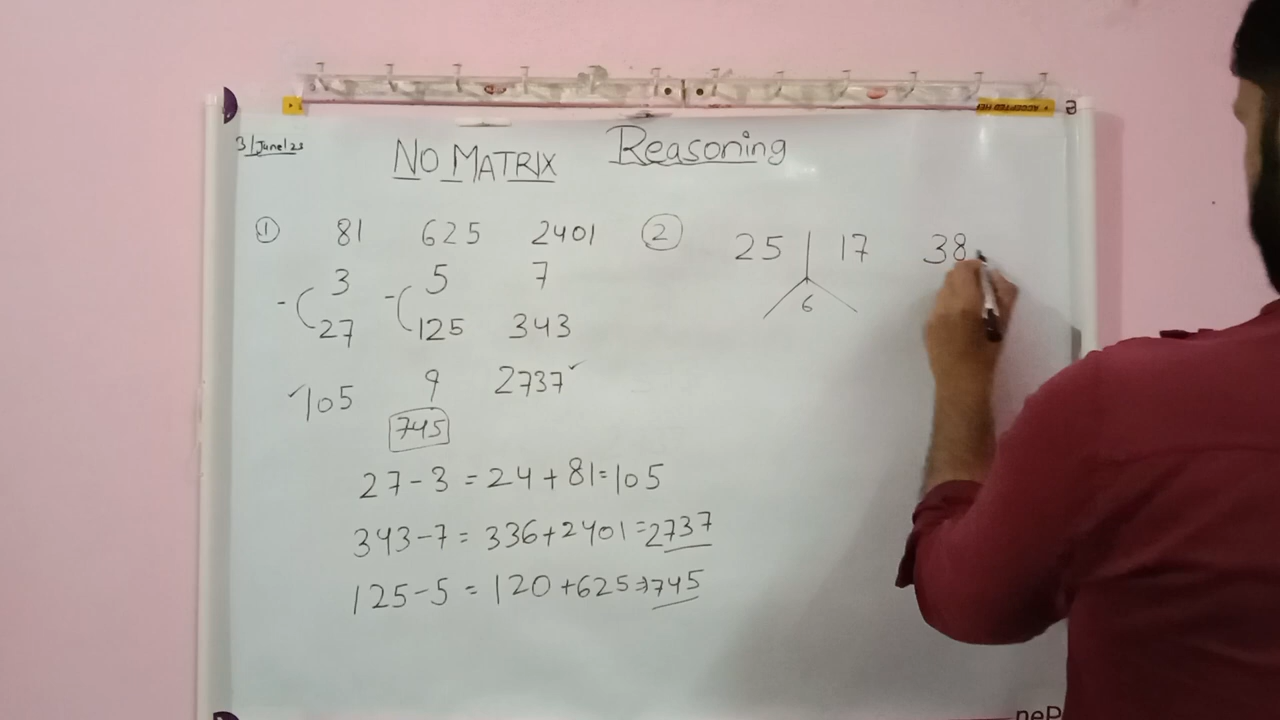 3/June/23
NO MATRIX Reasoning
① 81 625 2401
3 5 7
27 125 343
105 9 2737
745
27-3 = 24+81=105
343-7 = 336+2401=2737
125-5 = 120+625⇒745
② 25 17 38
6